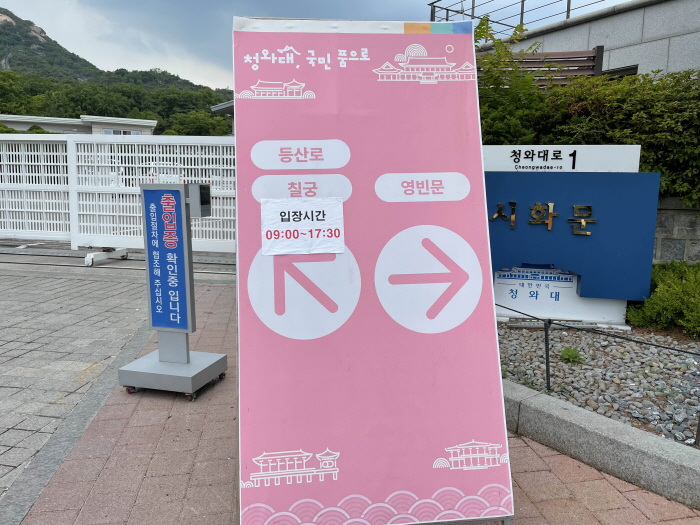 청와대, 국민 품으로
등산로
칠궁
입장시간
09:00~17:30
영빈문
출입증 확인중 입니다
출입절차에 협조해 주십시오
청와대로 1
Cheongwadae-ro
시화문
대한민국
청와대